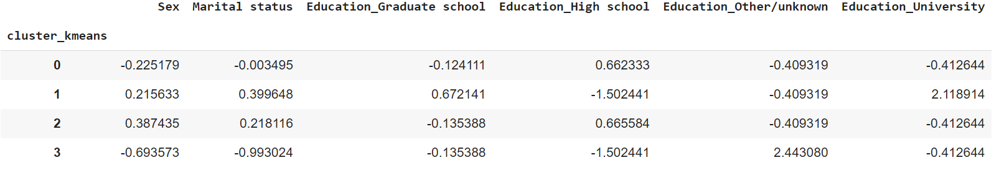 Sex Marital status Education_Graduate school Education_High school Education_Other/unknown Education_University
cluster_kmeans
0 -0.225179 -0.003495 -0.124111 0.662333 -0.409319 -0.412644
1 0.215633 0.399648 0.672141 -1.502441 -0.409319 2.118914
2 0.387435 0.218116 -0.135388 0.665584 -0.409319 -0.412644
3 -0.693573 -0.993024 -0.135388 -1.502441 2.443080 -0.412644